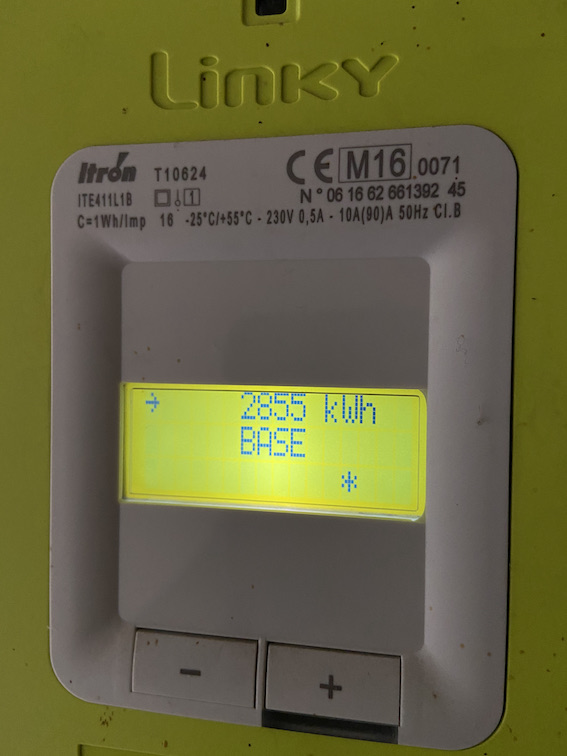 Linky
Itron T10624 CE M16 0071
ITE411L1B 1 N° 06 16 62 661392 45
C=1Wh/Imp 16 -25°C/+55°C - 230V 0,5A - 10A(90)A 50Hz Cl.B
→ 2855 kWh
BASE
*
- +